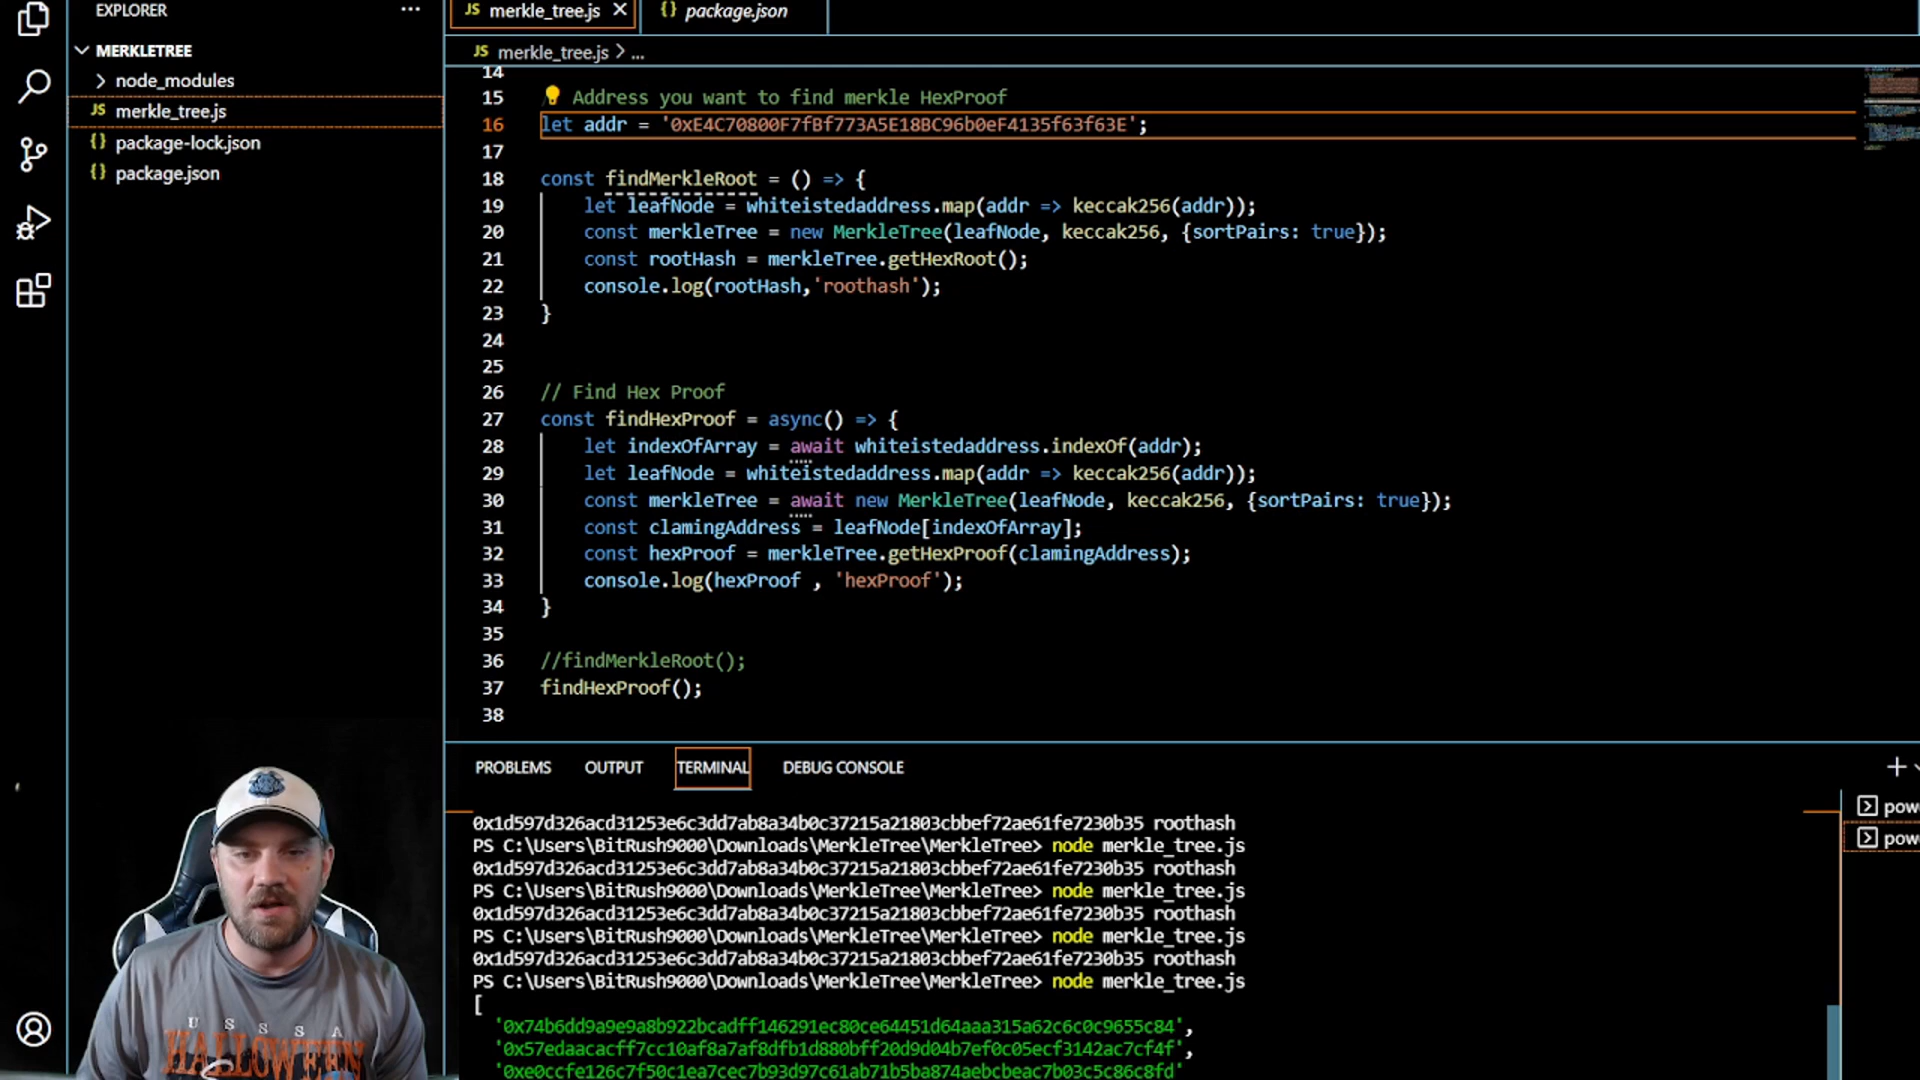 EXPLORER
...
MERKLETREE
node_modules
JS merkle_tree.js
{} package-lock.json
{} package.json
JS merkle_tree.js ×
{} package.json
JS merkle_tree.js > ...
14
15 Address you want to find merkle HexProof
16 let addr = '0xE4C70800F7fBf773A5E18BC96b0eF4135f63f63E';
17
18 const findMerkleRoot = () => {
19 let leafNode = whiteistedaddress.map(addr => keccak256(addr));
20 const merkleTree = new MerkleTree(leafNode, keccak256, {sortPairs: true});
21 const rootHash = merkleTree.getHexRoot();
22 console.log(rootHash,'roothash');
23 }
24
25
26 // Find Hex Proof
27 const findHexProof = async() => {
28 let indexOfArray = await whiteistedaddress.indexOf(addr);
29 let leafNode = whiteistedaddress.map(addr => keccak256(addr));
30 const merkleTree = await new MerkleTree(leafNode, keccak256, {sortPairs: true});
31 const clamingAddress = leafNode[indexOfArray];
32 const hexProof = merkleTree.getHexProof(clamingAddress);
33 console.log(hexProof , 'hexProof');
34 }
35
36 //findMerkleRoot();
37 findHexProof();
38
PROBLEMS OUTPUT TERMINAL DEBUG CONSOLE
0x1d597d326acd31253e6c3dd7ab8a34b0c37215a21803cbbef72ae61fe7230b35 roothash
PS C:\Users\BitRush9000\Downloads\MerkleTree\MerkleTree> node merkle_tree.js
0x1d597d326acd31253e6c3dd7ab8a34b0c37215a21803cbbef72ae61fe7230b35 roothash
PS C:\Users\BitRush9000\Downloads\MerkleTree\MerkleTree> node merkle_tree.js
0x1d597d326acd31253e6c3dd7ab8a34b0c37215a21803cbbef72ae61fe7230b35 roothash
PS C:\Users\BitRush9000\Downloads\MerkleTree\MerkleTree> node merkle_tree.js
0x1d597d326acd31253e6c3dd7ab8a34b0c37215a21803cbbef72ae61fe7230b35 roothash
PS C:\Users\BitRush9000\Downloads\MerkleTree\MerkleTree> node merkle_tree.js
[
'0x74b6dd9a9e9a8b922bcadff146291ec80ce64451d64aaa315a62c6c0c9655c84',
'0x57edaacacff7cc10af8a7af8dfb1d880bff20d9d04b7ef0c05ecf3142ac7cf4f',
'0xe0ccfe126c7f50c1ea7cec7b93d97c61ab71b5ba874aebcbeac7b03c5c86c8fd'
powe
powe
USSSA
HALLOWEEN